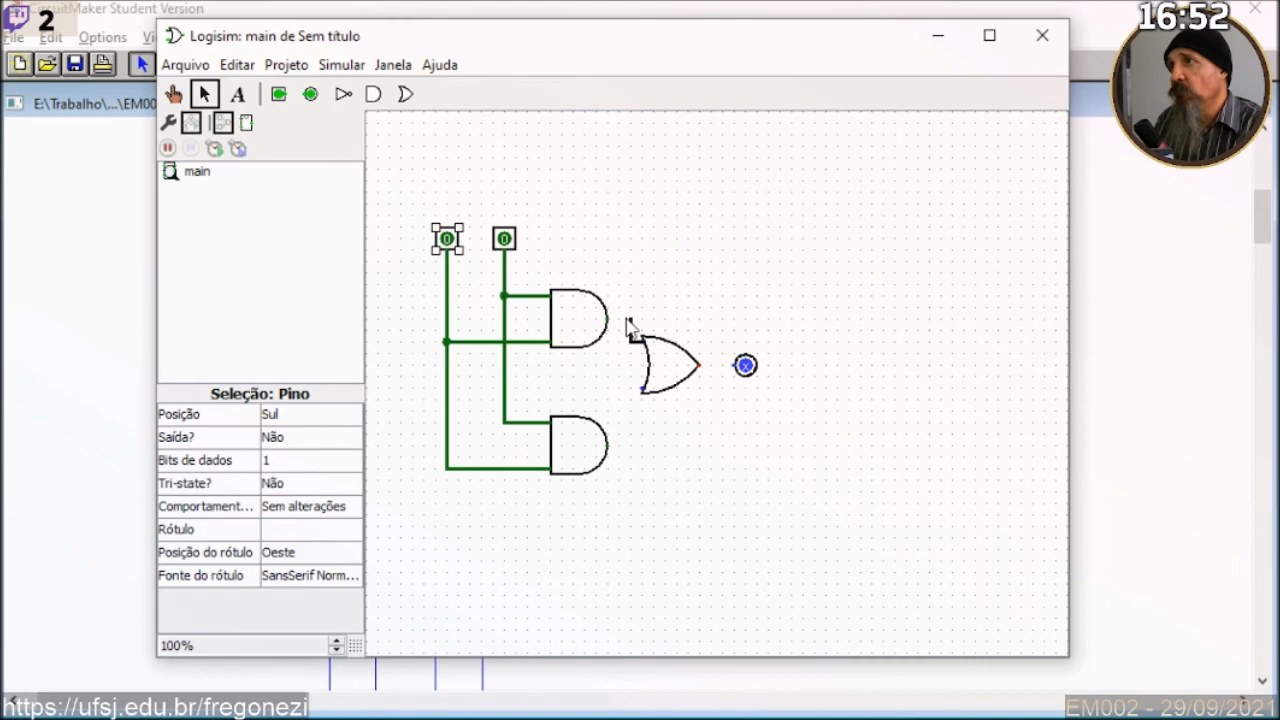 CircuitMaker Student Version
2
16:52
File Edit Options Vi
E:\Trabalho\...\EM00
Logisim: main de Sem título
Arquivo Editar Projeto Simular Janela Ajuda
A
main
Seleção: Pino
Posição Sul
Saída? Não
Bits de dados 1
Tri-state? Não
Comportament... Sem alterações
Rótulo
Posição do rótulo Oeste
Fonte do rótulo SansSerif Norm...
100%
0 0
x
https://ufsj.edu.br/fregonezi
EM002 - 29/09/2021